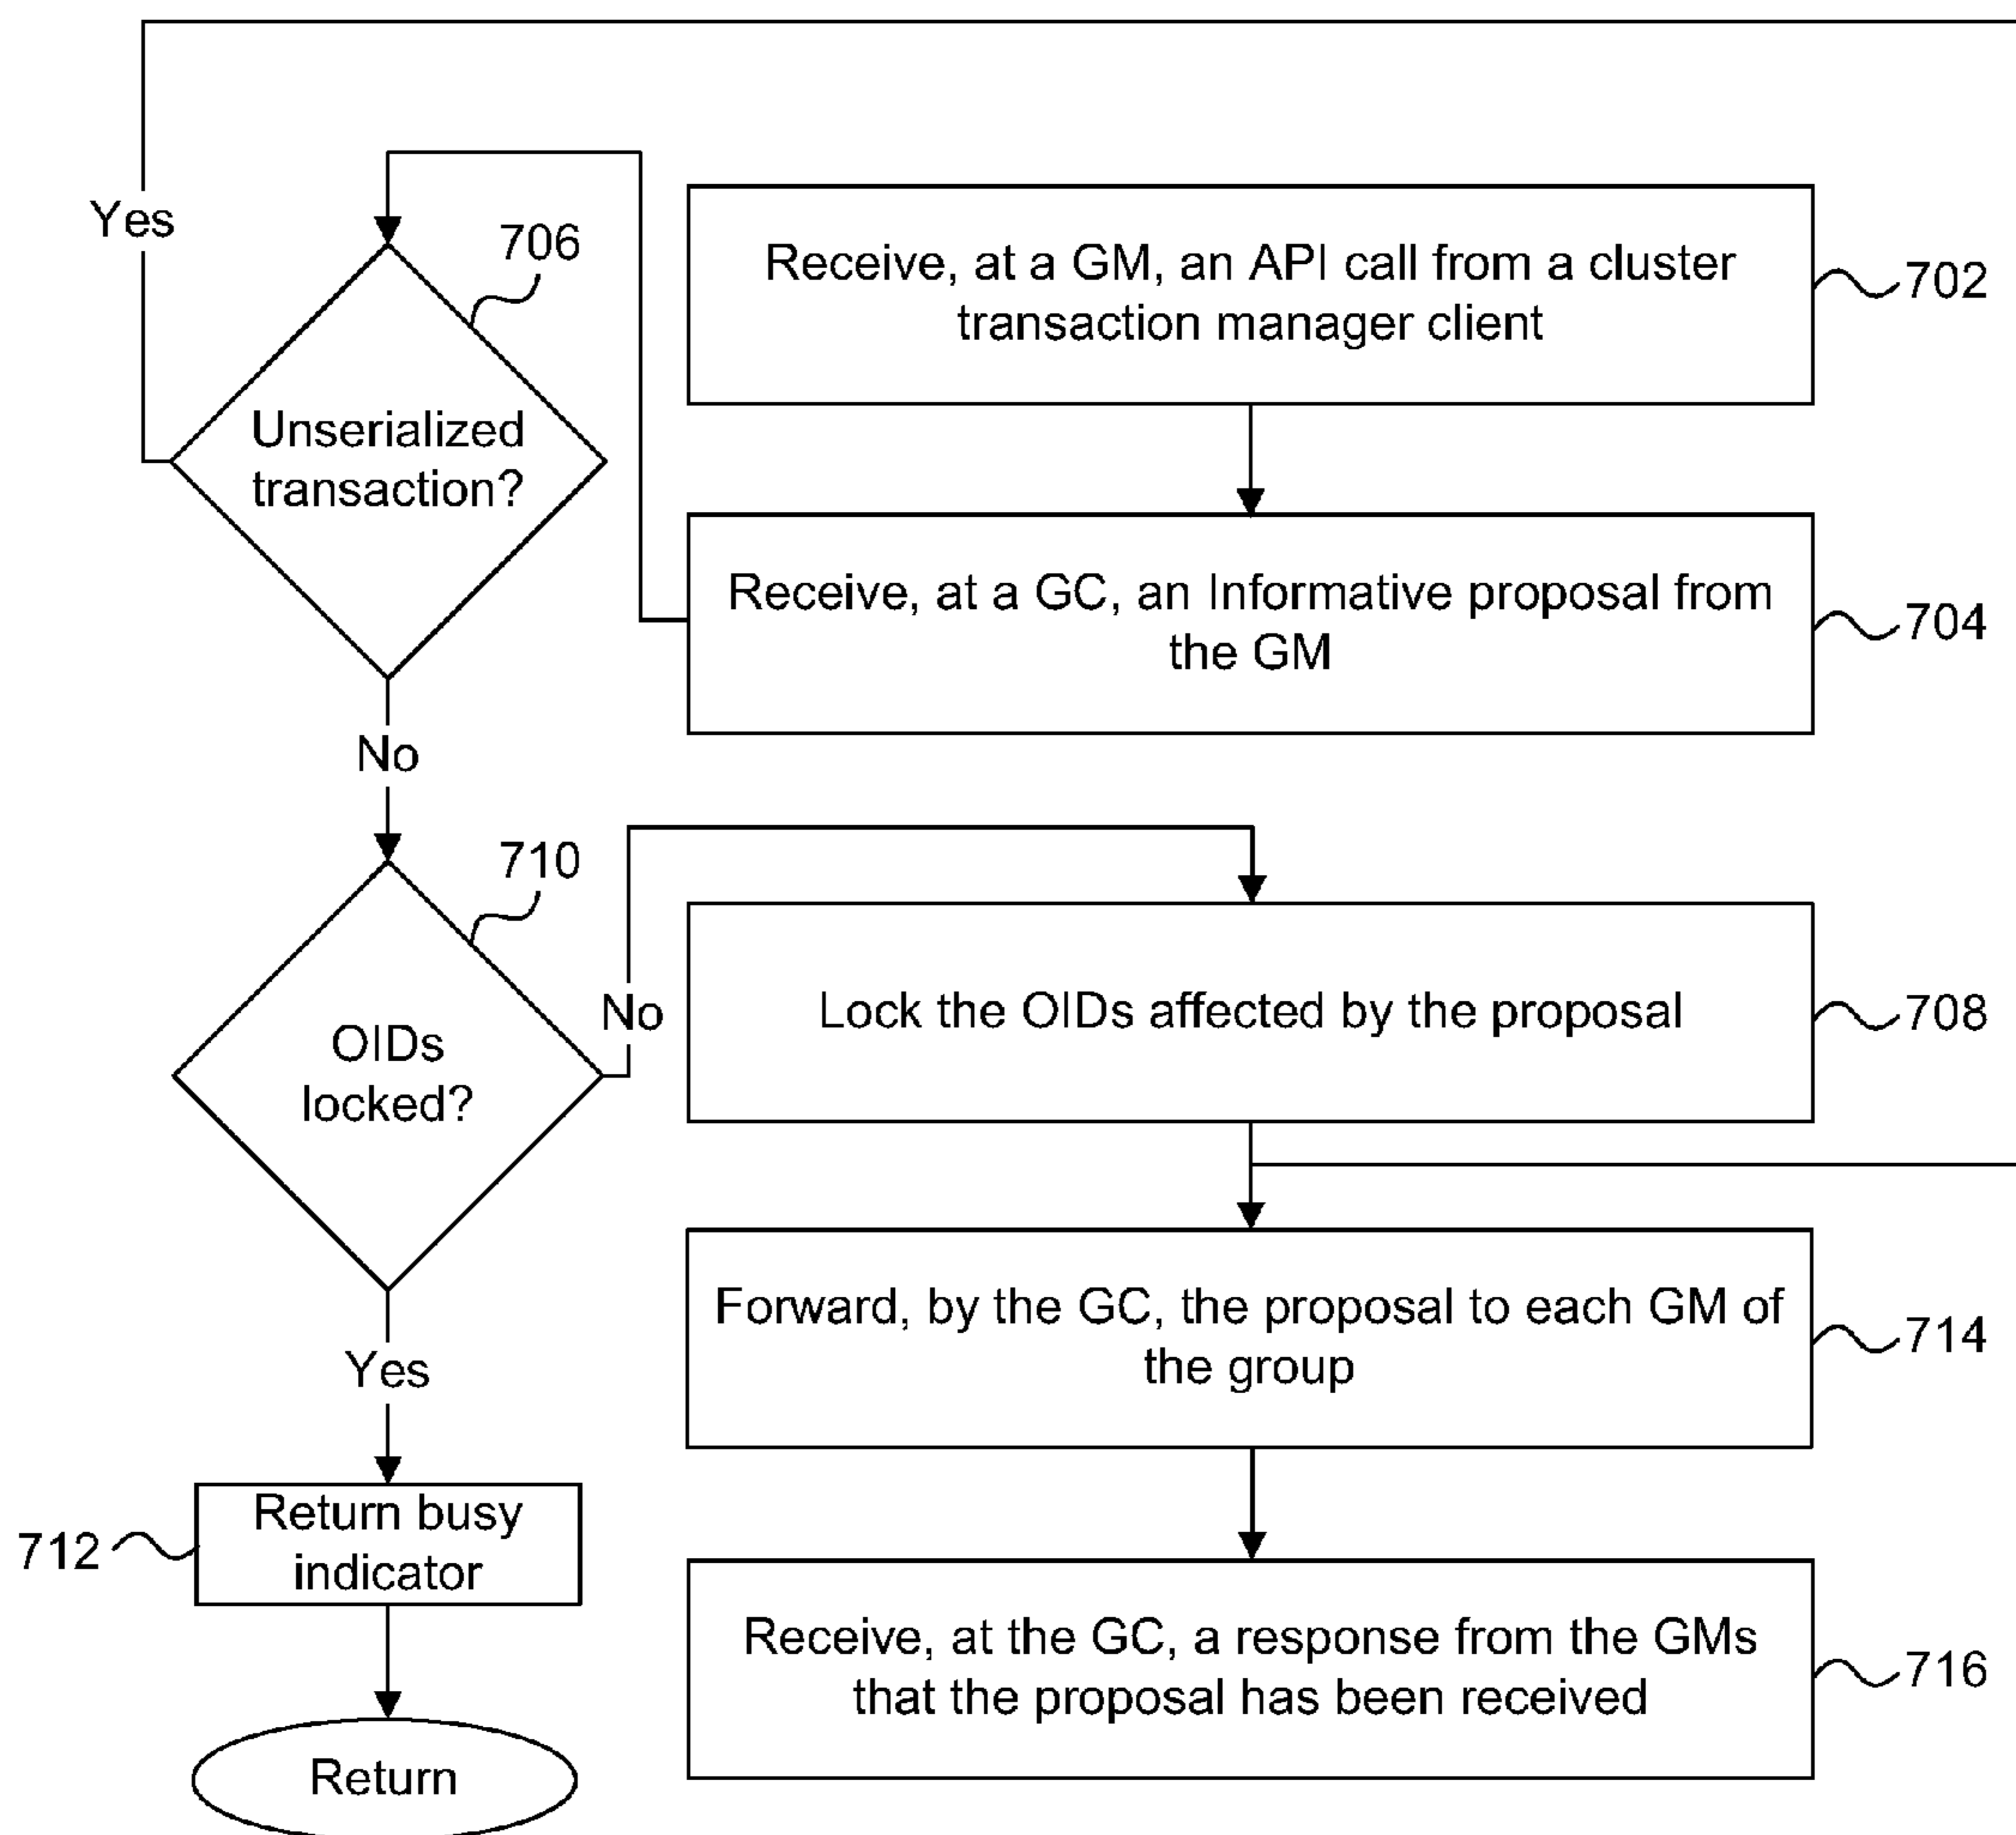 Yes
706
Unserialized
transaction?
Receive, at a GM, an API call from a cluster
transaction manager client
702
Receive, at a GC, an Informative proposal from
the GM
704
No
710
OIDs
locked?
No
Lock the OIDs affected by the proposal
708
Forward, by the GC, the proposal to each GM of
the group
714
Yes
Return busy
indicator
712
Receive, at the GC, a response from the GMs
that the proposal has been received
716
Return